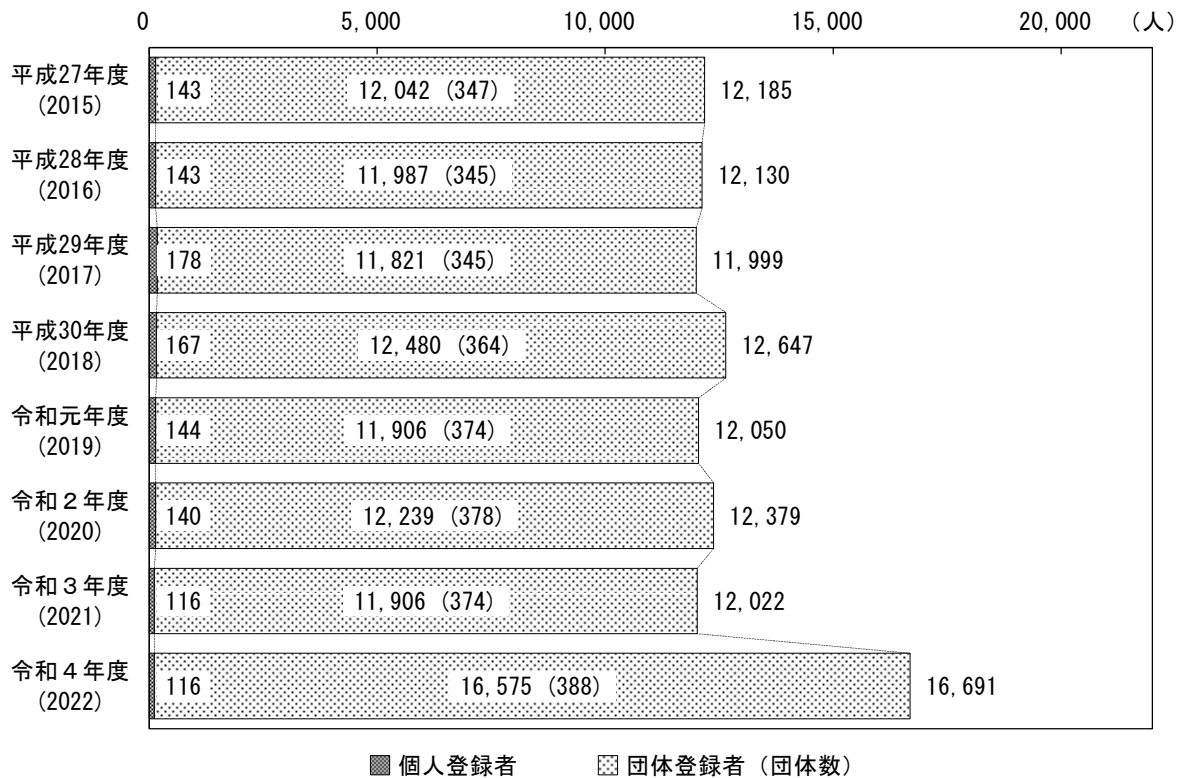 0 5,000 10,000 15,000 20,000 （人）
平成27年度
(2015)
143 12,042（347） 12,185
平成28年度
(2016)
143 11,987（345） 12,130
平成29年度
(2017)
178 11,821（345） 11,999
平成30年度
(2018)
167 12,480（364） 12,647
令和元年度
(2019)
144 11,906（374） 12,050
令和２年度
(2020)
140 12,239（378） 12,379
令和３年度
(2021)
116 11,906（374） 12,022
令和４年度
(2022)
116 16,575（388） 16,691
個人登録者 団体登録者（団体数）